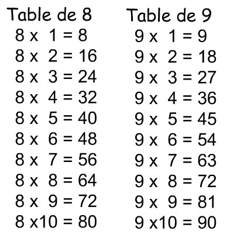 Table de 8
8 x 1 = 8
8 x 2 = 16
8 x 3 = 24
8 x 4 = 32
8 x 5 = 40
8 x 6 = 48
8 x 7 = 56
8 x 8 = 64
8 x 9 = 72
8 x10 = 80
Table de 9
9 x 1 = 9
9 x 2 = 18
9 x 3 = 27
9 x 4 = 36
9 x 5 = 45
9 x 6 = 54
9 x 7 = 63
9 x 8 = 72
9 x 9 = 81
9 x10 = 90